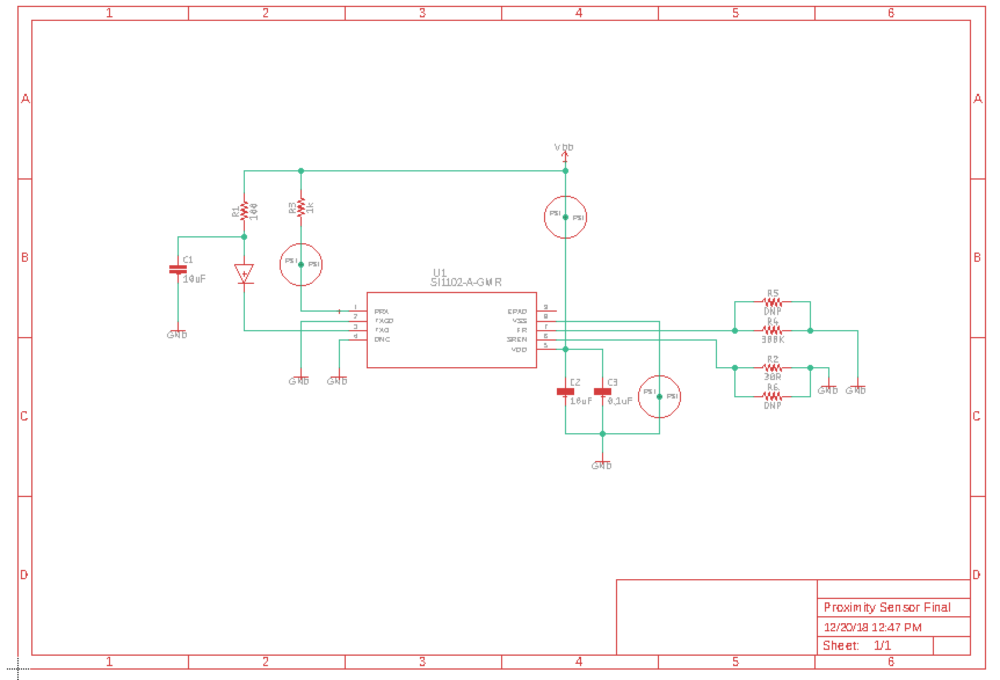 1 2 3 4 5 6
A A
VDD
R1
100
R3
1k
PSI PSI
B B
C1
10uF
PSI PSI
U1
SI1102-A-GMR
1 PRX
2 TXGD
3 TXO
4 DNC
EPAD 9
VSS 8
FR 7
SREN 6
VDD 5
R5
DNP
R4
300K
GND
R2
30R
R6
DNP
GND GND
C2
10uF
C3
0.1uF
PSI PSI
GND GND
C C
GND
D D
Proximity Sensor Final
12/20/18 12:47 PM
Sheet: 1/1
1 2 3 4 5 6